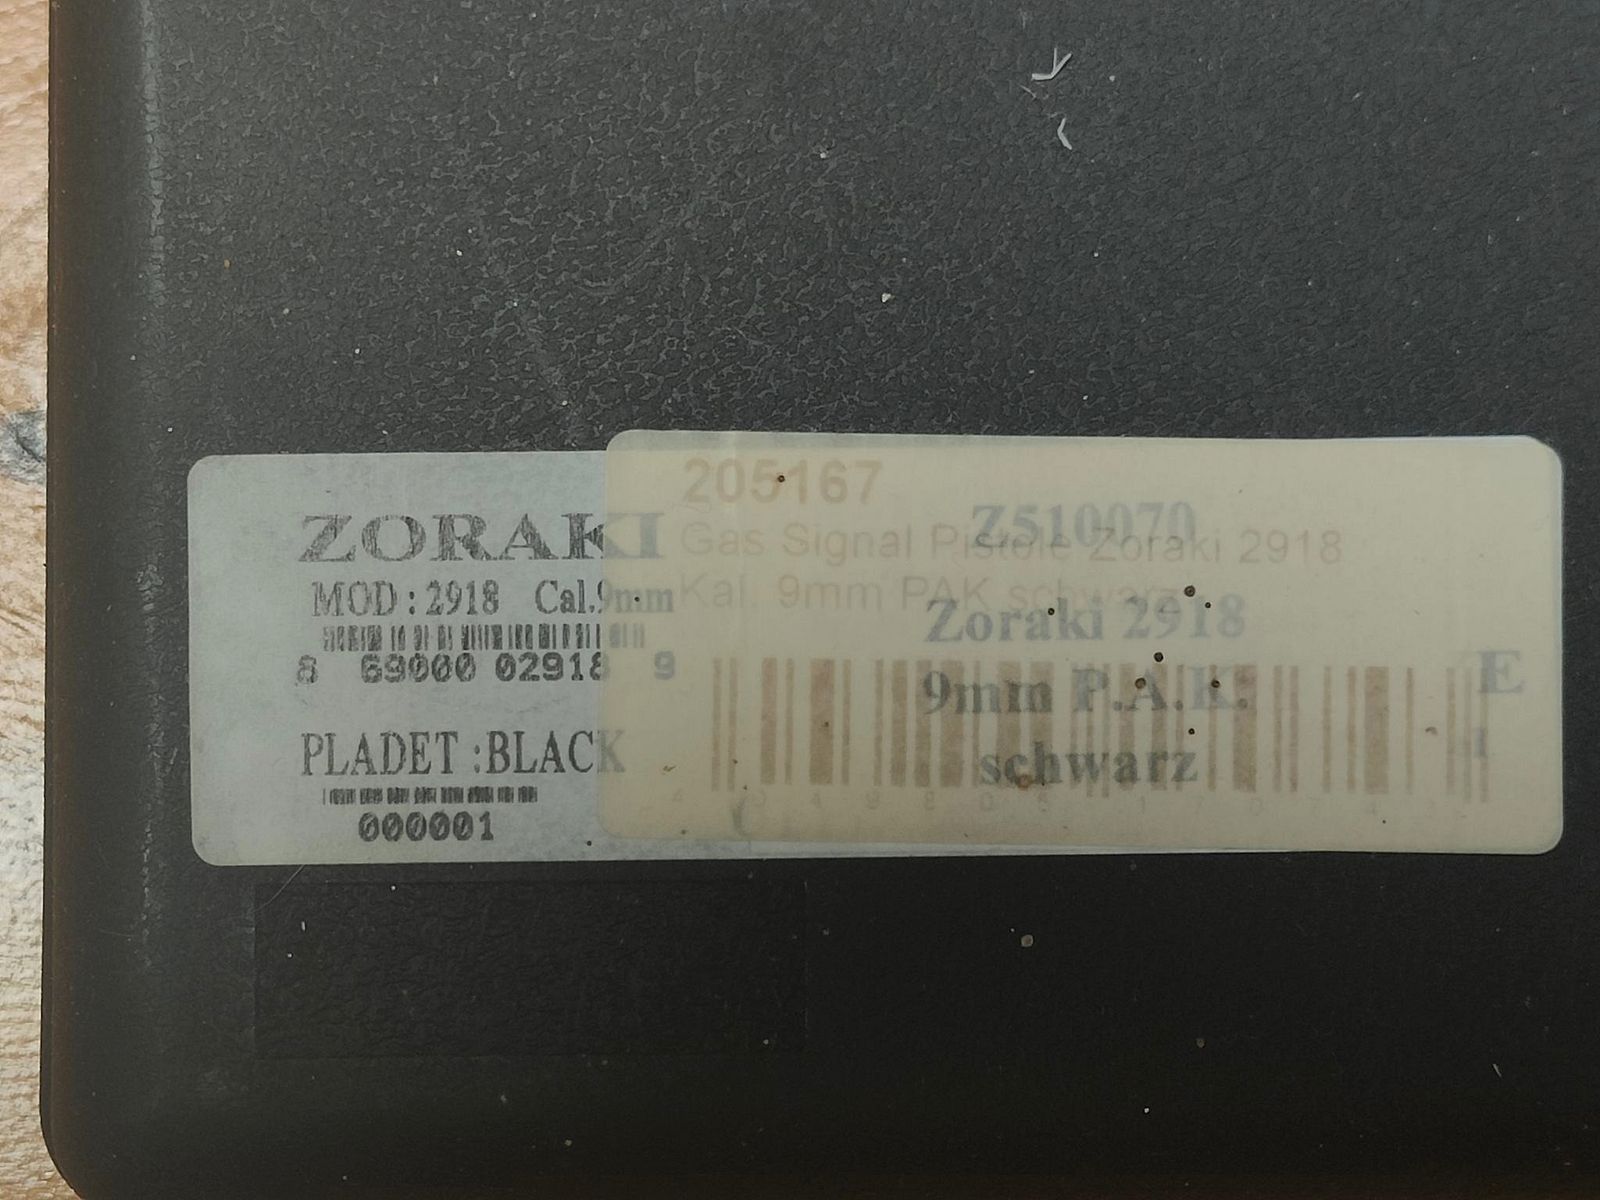 ZORAKI
MOD:2918 Cal.9mm
8 69000 02918 9
PLADET :BLACK
000001
205167
Gas Signal Pistole Zoraki 2918
Kal. 9mm PAK schwarz
Z510070
Zoraki 2918
9mm P.A.K.
schwarz
E